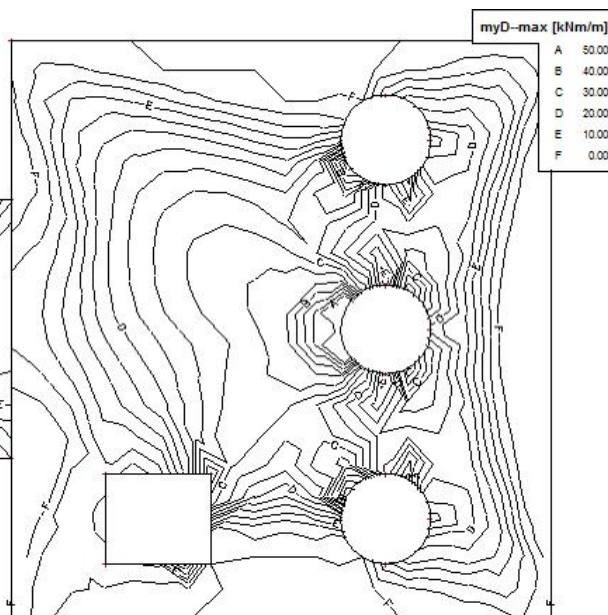 myD--max [kNm/m]
A 50.00
B 40.00
C 30.00
D 20.00
E 10.00
F 0.00
E
F
F
D
F
D
E
C
C
B
A
D
F
C
D
C
D
D
F
F
F